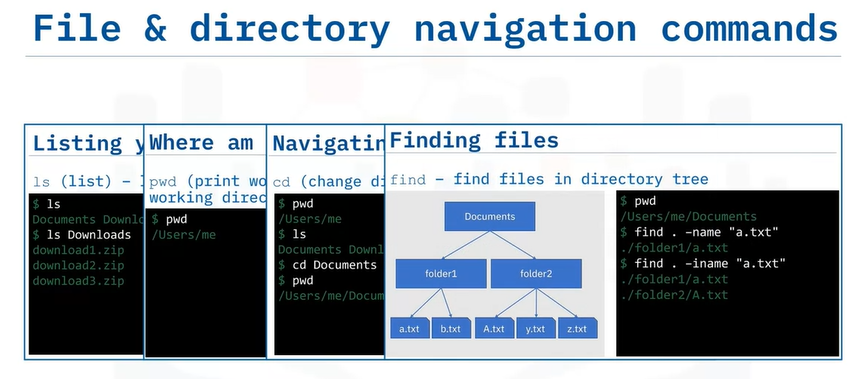 File & directory navigation commands
Listing y
ls (list) – l
$ ls
Documents Downlo
$ ls Downloads
download1.zip
download2.zip
download3.zip
Where am
pwd (print wo
working direc
$ pwd
/Users/me
Navigatin
cd (change di
$ pwd
/Users/me
$ ls
Documents Downl
$ cd Documents
$ pwd
/Users/me/Docum
Finding files
find – find files in directory tree
Documents
folder1
folder2
a.txt
b.txt
A.txt
y.txt
z.txt
$ pwd
/Users/me/Documents
$ find . –name "a.txt"
./folder1/a.txt
$ find . –iname "a.txt"
./folder1/a.txt
./folder2/A.txt